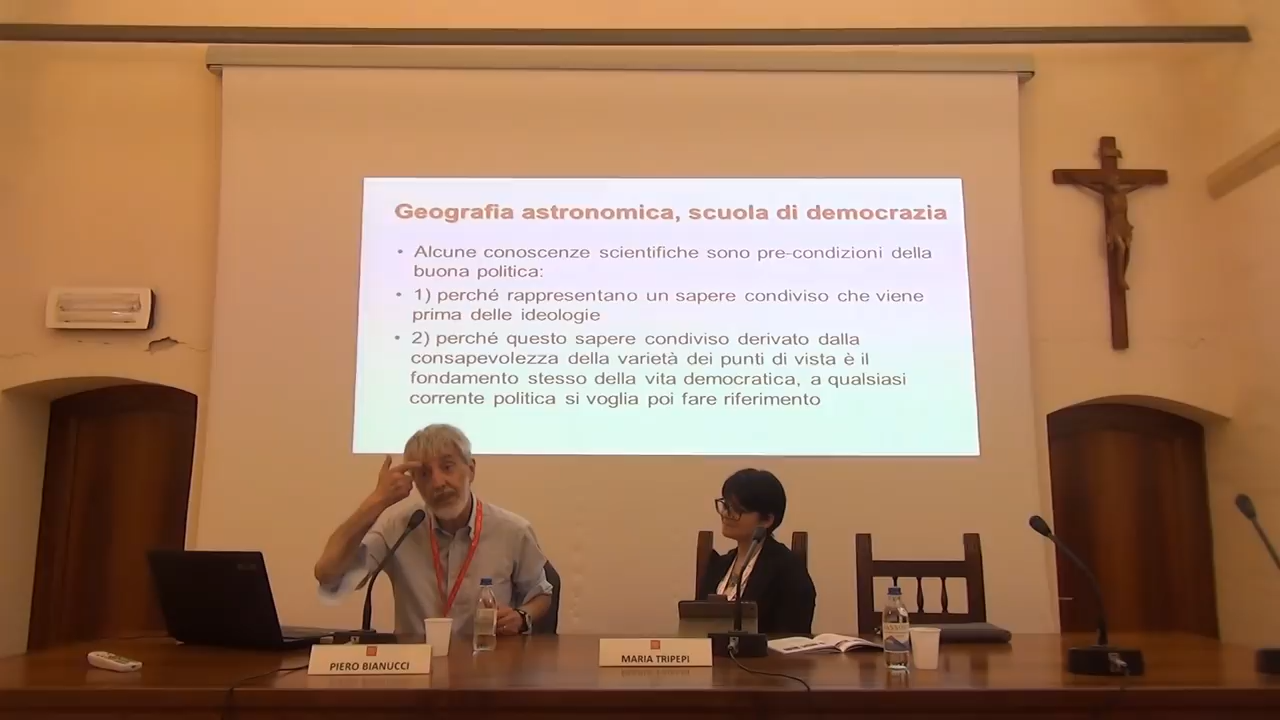 Geografia astronomica, scuola di democrazia
• Alcune conoscenze scientifiche sono pre-condizioni della
buona politica:
• 1) perché rappresentano un sapere condiviso che viene
prima delle ideologie
• 2) perché questo sapere condiviso derivato dalla
consapevolezza della varietà dei punti di vista è il
fondamento stesso della vita democratica, a qualsiasi
corrente politica si voglia poi fare riferimento
PIERO BIANUCCI
MARIA TRIPEPI